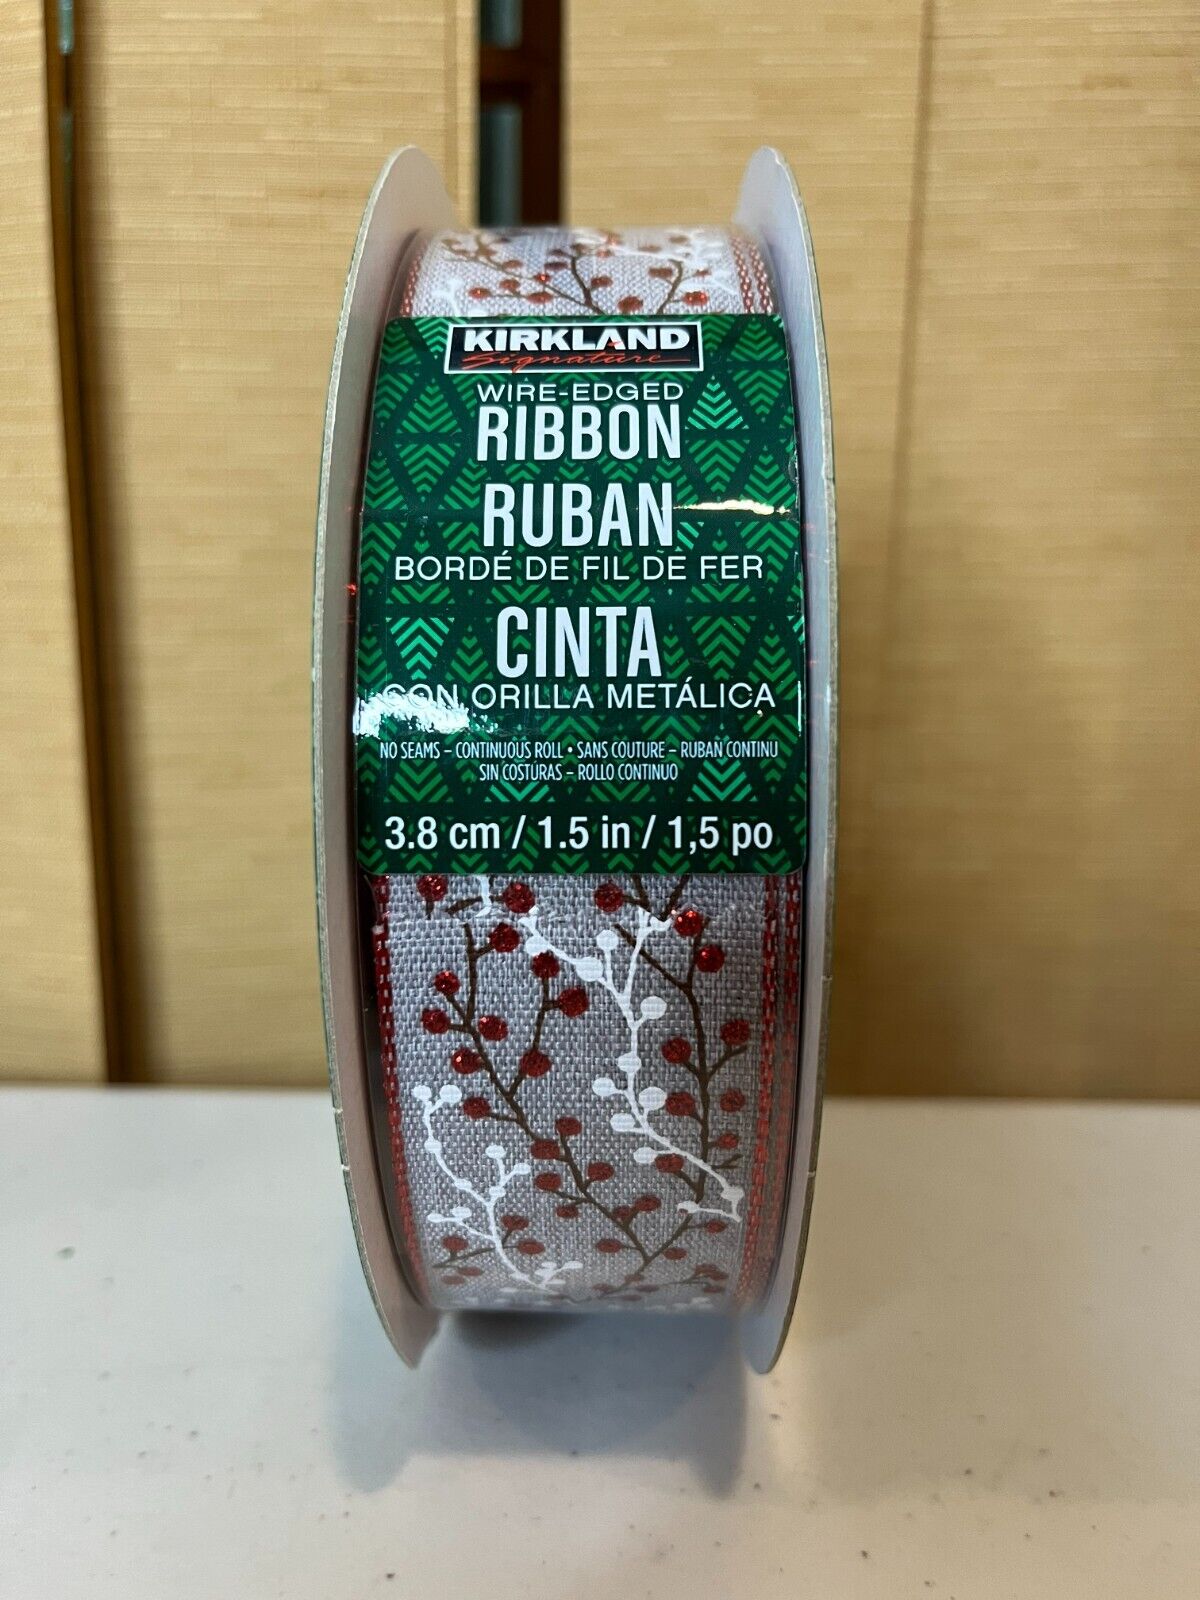 KIRKLAND
Signature
WIRE-EDGED
RIBBON
RUBAN
BORDÉ DE FIL DE FER
CINTA
CON ORILLA METÁLICA
NO SEAMS – CONTINUOUS ROLL • SANS COUTURE – RUBAN CONTINU
SIN COSTURAS – ROLLO CONTINUO
3.8 cm / 1.5 in / 1,5 po